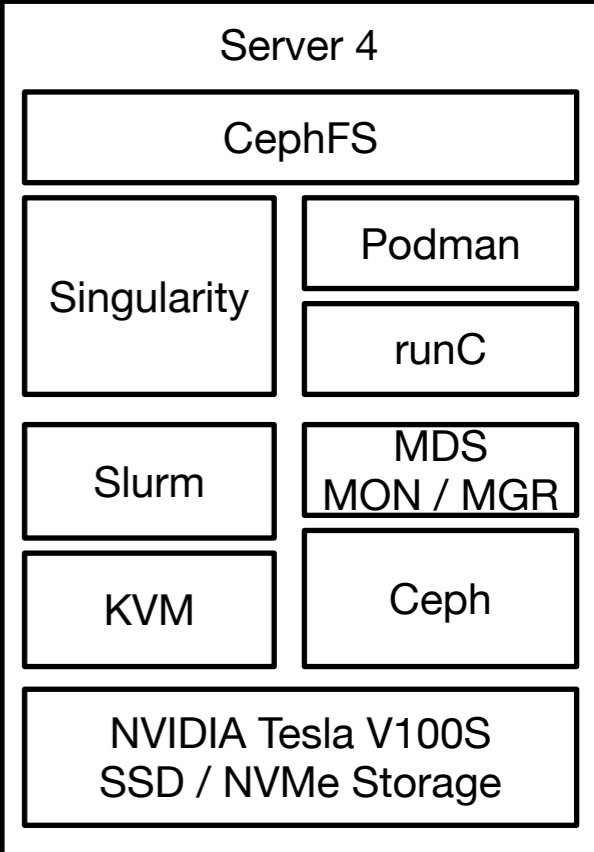 Server 4
CephFS
Singularity
Podman
runC
Slurm
MDS
MON / MGR
KVM
Ceph
NVIDIA Tesla V100S
SSD / NVMe Storage